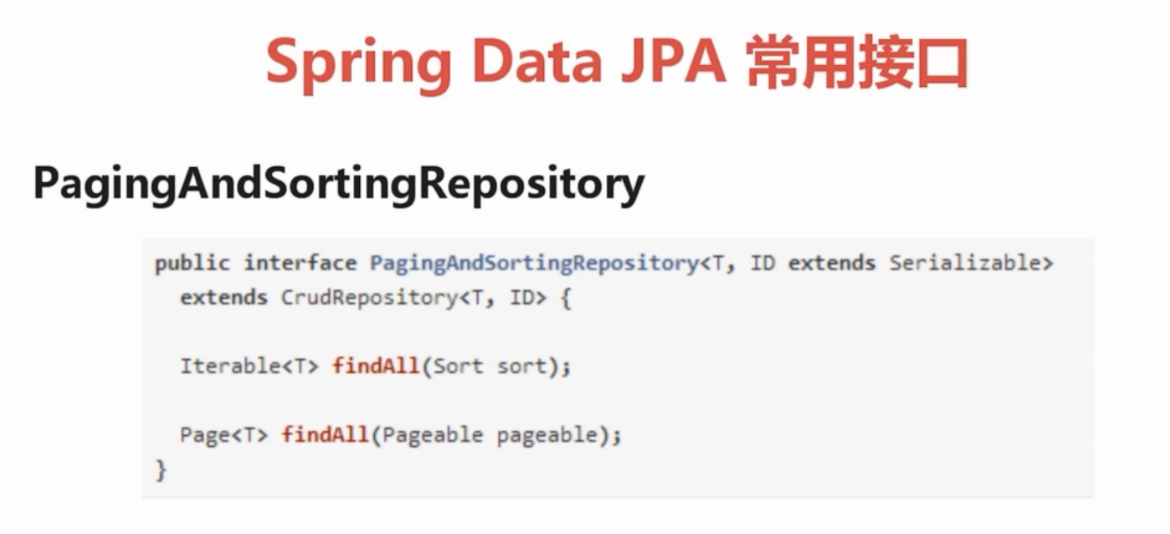 Spring Data JPA 常用接口
PagingAndSortingRepository
public interface PagingAndSortingRepository<T, ID extends Serializable>
  extends CrudRepository<T, ID> {
  Iterable<T> findAll(Sort sort);
  Page<T> findAll(Pageable pageable);
}